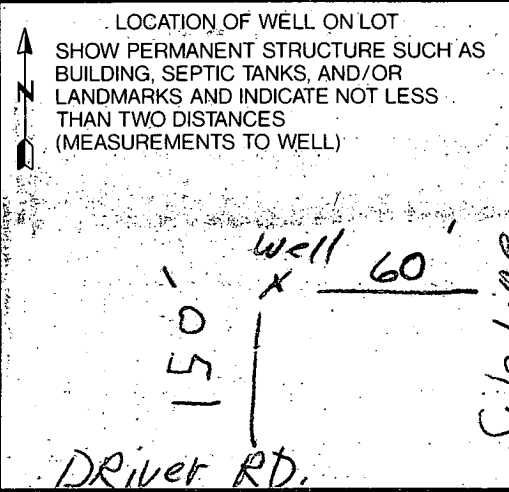 LOCATION OF WELL ON LOT
SHOW PERMANENT STRUCTURE SUCH AS
BUILDING, SEPTIC TANKS, AND/OR
LANDMARKS AND INDICATE NOT LESS
THAN TWO DISTANCES
(MEASUREMENTS TO WELL)
N
well
X
60'
150'
Line
DRiver RD.